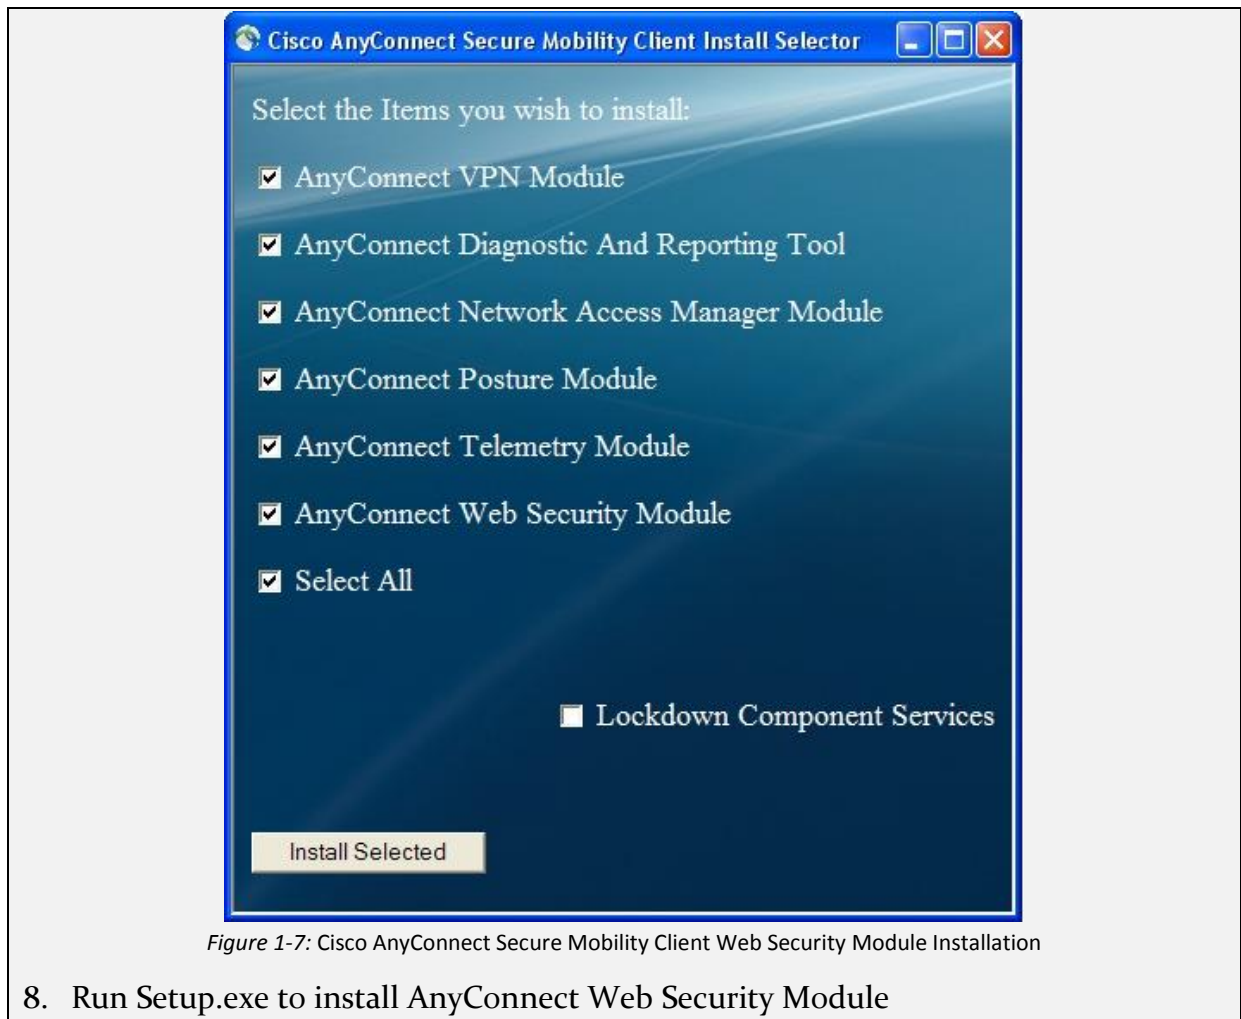 Cisco AnyConnect Secure Mobility Client Install Selector
Select the Items you wish to install:
AnyConnect VPN Module
AnyConnect Diagnostic And Reporting Tool
AnyConnect Network Access Manager Module
AnyConnect Posture Module
AnyConnect Telemetry Module
AnyConnect Web Security Module
Select All
Lockdown Component Services
Install Selected
Figure 1-7: Cisco AnyConnect Secure Mobility Client Web Security Module Installation
8. Run Setup.exe to install AnyConnect Web Security Module